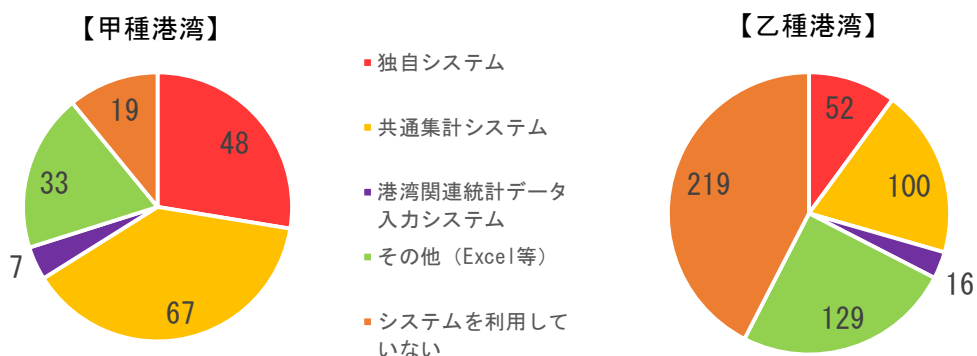 【甲種港湾】
48
67
7
33
19
独自システム
共通集計システム
港湾関連統計データ
入力システム
その他（Excel等）
システムを利用して
いない
【乙種港湾】
52
100
16
129
219